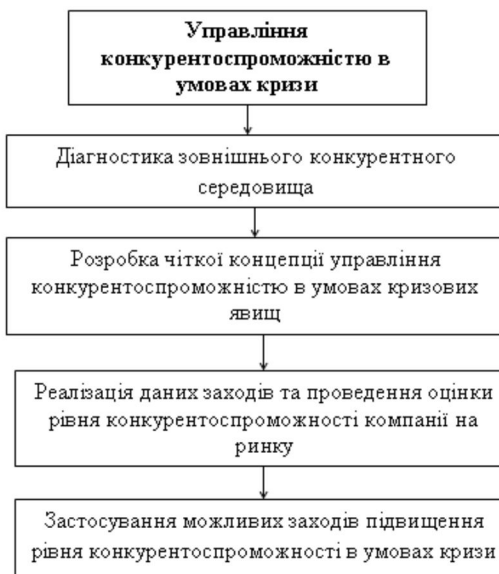 Управління
конкурентоспроможністю в
умовах кризи
Діагностика зовнішнього конкурентного
середовища
Розробка чіткої концепції управління
конкурентоспроможністю в умовах кризових
явищ
Реалізація даних заходів та проведення оцінки
рівня конкурентоспроможності компанії на
ринку
Застосування можливих заходів підвищення
рівня конкурентоспроможності в умовах кризи